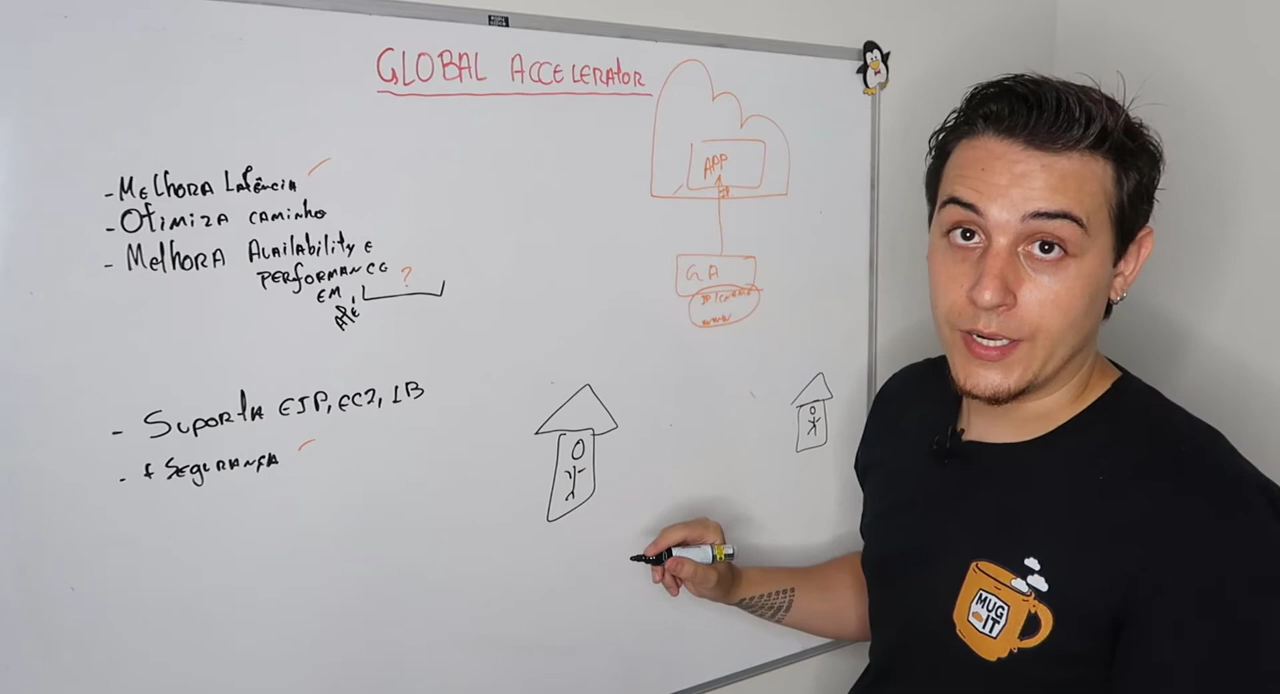 GLOBAL ACCELERATOR
- MElhORA Latência
- OtimizA CAMinho
- MelhoRA Availability E
PERfORMANCE ?
EM
Até
- SUPORtA EIP, EC2, LB
- + SEgURANçA
APP
IP
GA
MUG
IT